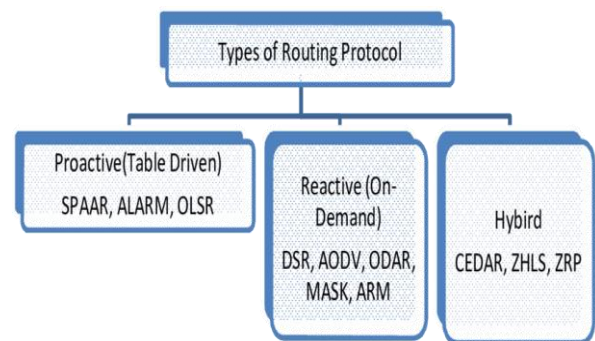 Types of Routing Protocol
Proactive(Table Driven)
SPAAR, ALARM, OLSR
Reactive (On-
Demand)
DSR, AODV, ODAR,
MASK, ARM
Hybird
CEDAR, ZHLS, ZRP